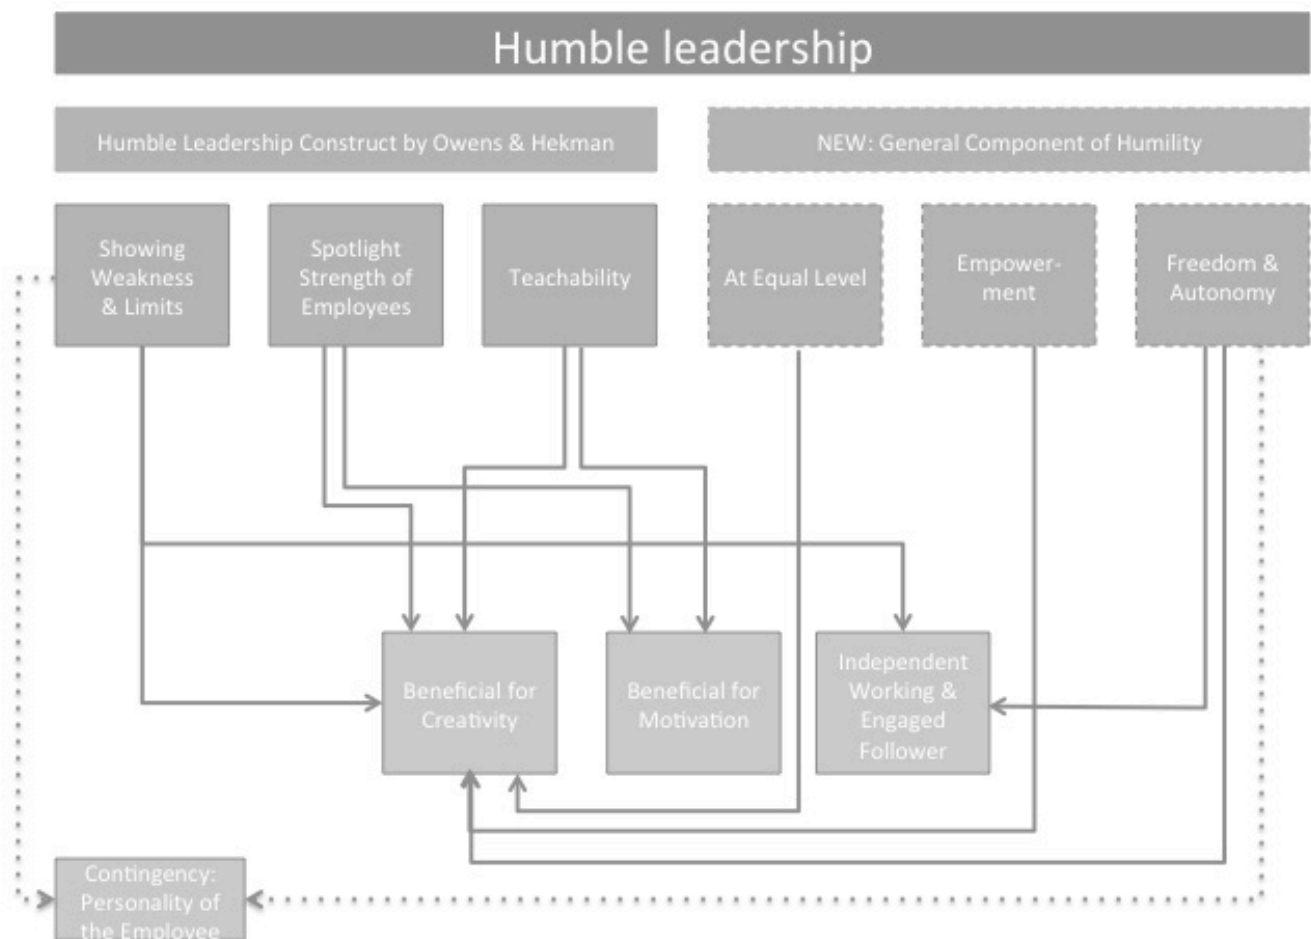 Humble leadership
Humble Leadership Construct by Owens & Hekman
NEW: General Component of Humility
Showing
Weakness
& Limits
Spotlight
Strength of
Employees
Teachability
At Equal Level
Empower-
ment
Freedom &
Autonomy
Beneficial for
Creativity
Beneficial for
Motivation
Independent
Working &
Engaged
Follower
Contingency:
Personality of
the Employee